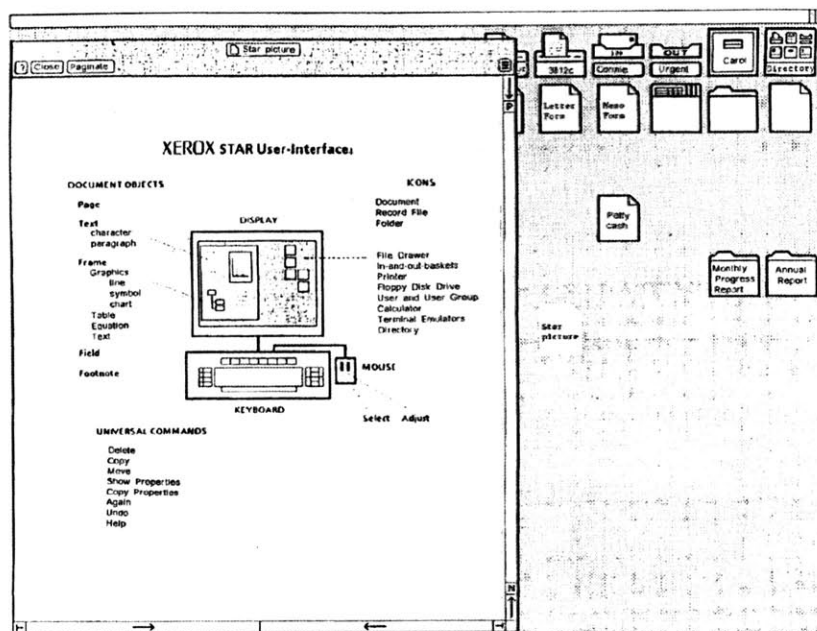 Star picture
? Close Paginate
XEROX STAR User-Interface
DOCUMENT OBJECTS
Page
Text
character
paragraph
Frame
Graphics
line
symbol
chart
Table
Equation
Text
Field
Footnote
DISPLAY
KEYBOARD
MOUSE
Select Adjust
ICONS
Document
Record File
Folder
File Drawer
In-and-out-baskets
Printer
Floppy Disk Drive
User and User Group
Calculator
Terminal Emulators
Directory
UNIVERSAL COMMANDS
Delete
Copy
Move
Show Properties
Copy Properties
Again
Undo
Help
P
N
IN
OUT
Connie
Urgent
Carol
Directory
Letter
Form
Memo
Form
cash
Monthly
Progress
Report
Annual
Report
Star
picture